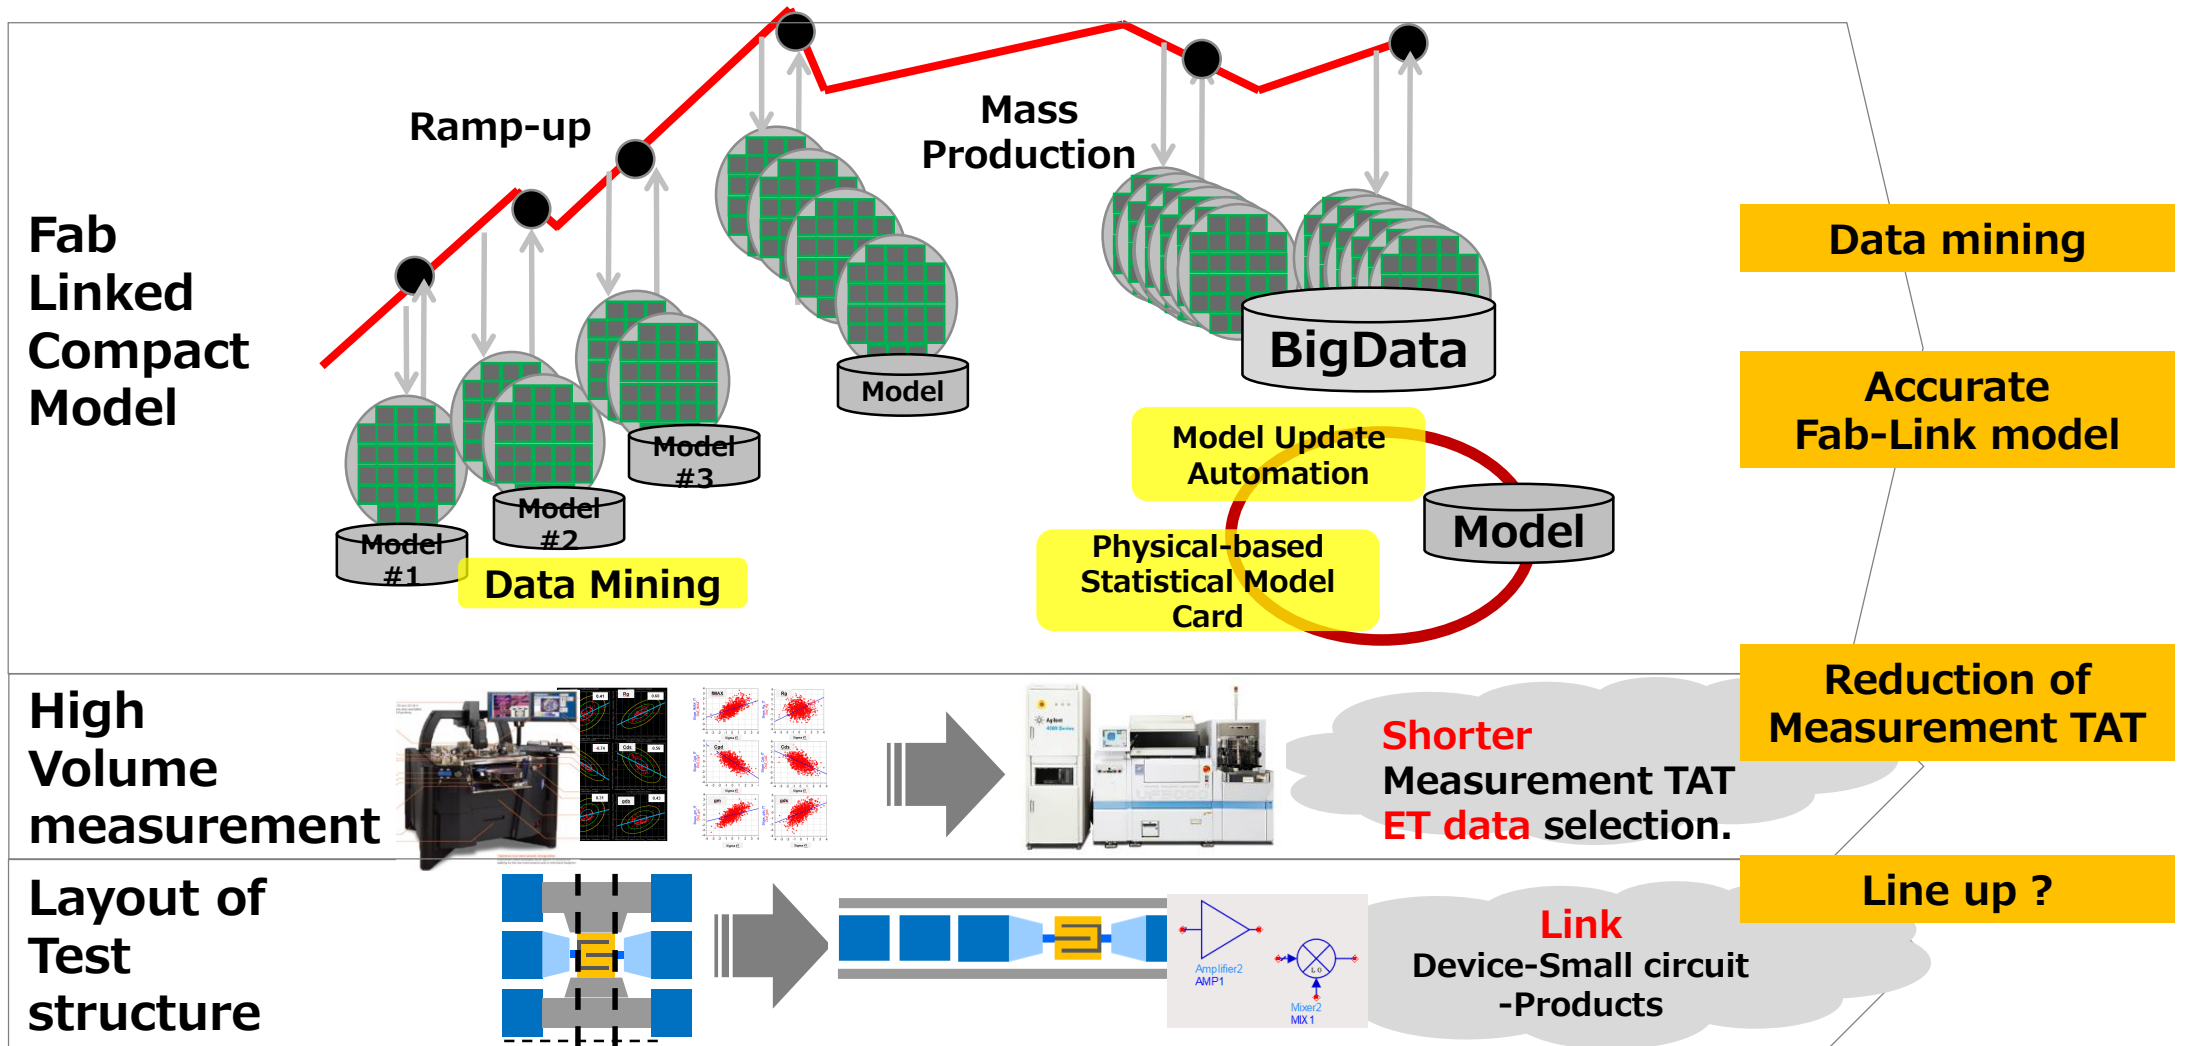 Fab
Linked
Compact
Model
Ramp-up
Mass
Production
Model
#1
Model
#2
Model
#3
Model
BigData
Data Mining
Model Update
Automation
Physical-based
Statistical Model
Card
Model
Data mining
Accurate
Fab-Link model
High
Volume
measurement
Agilent
Shorter
Measurement TAT
ET data selection.
Reduction of
Measurement TAT
Layout of
Test
structure
Amplifier2
AMP1
LO
Mixer2
MIX1
Link
Device-Small circuit
-Products
Line up ?